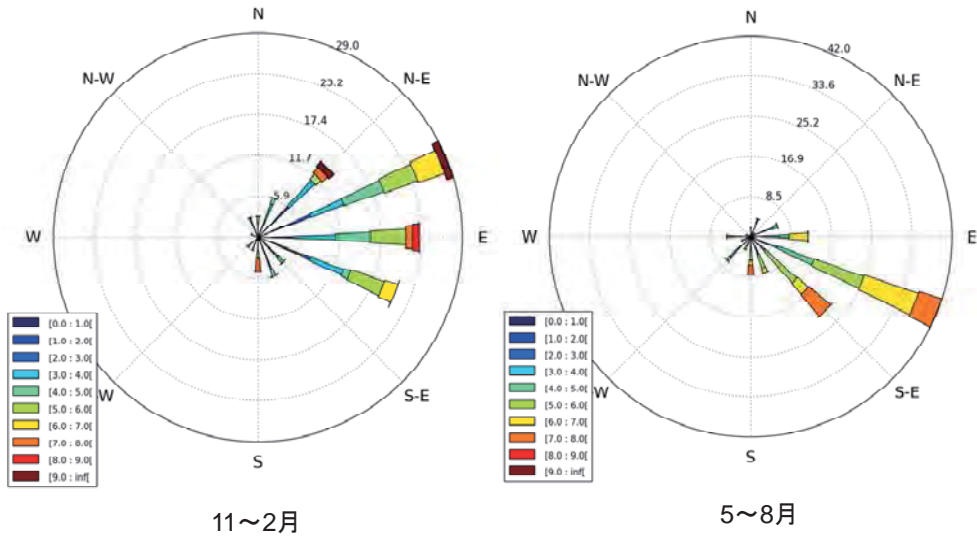 N
29.0
N-E
23.2
17.4
11.7
5.9
N-W
W
E
S-E
S
W
[0.0 : 1.0[
[1.0 : 2.0[
[2.0 : 3.0[
[3.0 : 4.0[
[4.0 : 5.0[
[5.0 : 6.0[
[6.0 : 7.0[
[7.0 : 8.0[
[8.0 : 9.0[
[9.0 : inf[
11～2月
N
42.0
N-E
33.6
25.2
16.9
8.5
N-W
W
E
S-E
S
W
[0.0 : 1.0[
[1.0 : 2.0[
[2.0 : 3.0[
[3.0 : 4.0[
[4.0 : 5.0[
[5.0 : 6.0[
[6.0 : 7.0[
[7.0 : 8.0[
[8.0 : 9.0[
[9.0 : inf[
5～8月